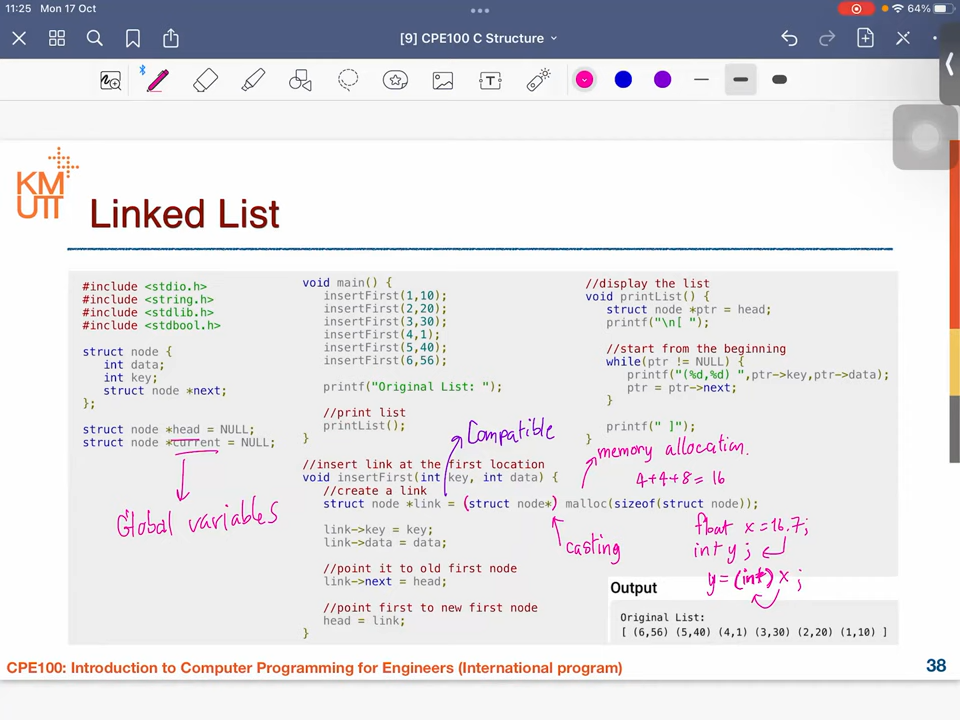 11:25 Mon 17 Oct
64%
[9] CPE100 C Structure
T
KM
UTT
Linked List
#include <stdio.h>
#include <string.h>
#include <stdlib.h>
#include <stdbool.h>
struct node {
int data;
int key;
struct node *next;
};
struct node *head = NULL;
struct node *current = NULL;
Global variables
void main() {
insertFirst(1,10);
insertFirst(2,20);
insertFirst(3,30);
insertFirst(4,1);
insertFirst(5,40);
insertFirst(6,56);
printf("Original List: ");
//print list
printList();
}
Compatible
//insert link at the first location
void insertFirst(int key, int data) {
//create a link
struct node *link = (struct node*) malloc(sizeof(struct node));
link->key = key;
link->data = data;
//point it to old first node
link->next = head;
//point first to new first node
head = link;
}
casting
//display the list
void printList() {
struct node *ptr = head;
printf("\n[ ");
//start from the beginning
while(ptr != NULL) {
printf("(%d,%d) ",ptr->key,ptr->data);
ptr = ptr->next;
}
printf(" ]");
}
memory allocation.
4+4+8=16
float x=16.7;
int y;
y=(int) x;
Output
Original List:
[ (6,56) (5,40) (4,1) (3,30) (2,20) (1,10) ]
CPE100: Introduction to Computer Programming for Engineers (International program)
38